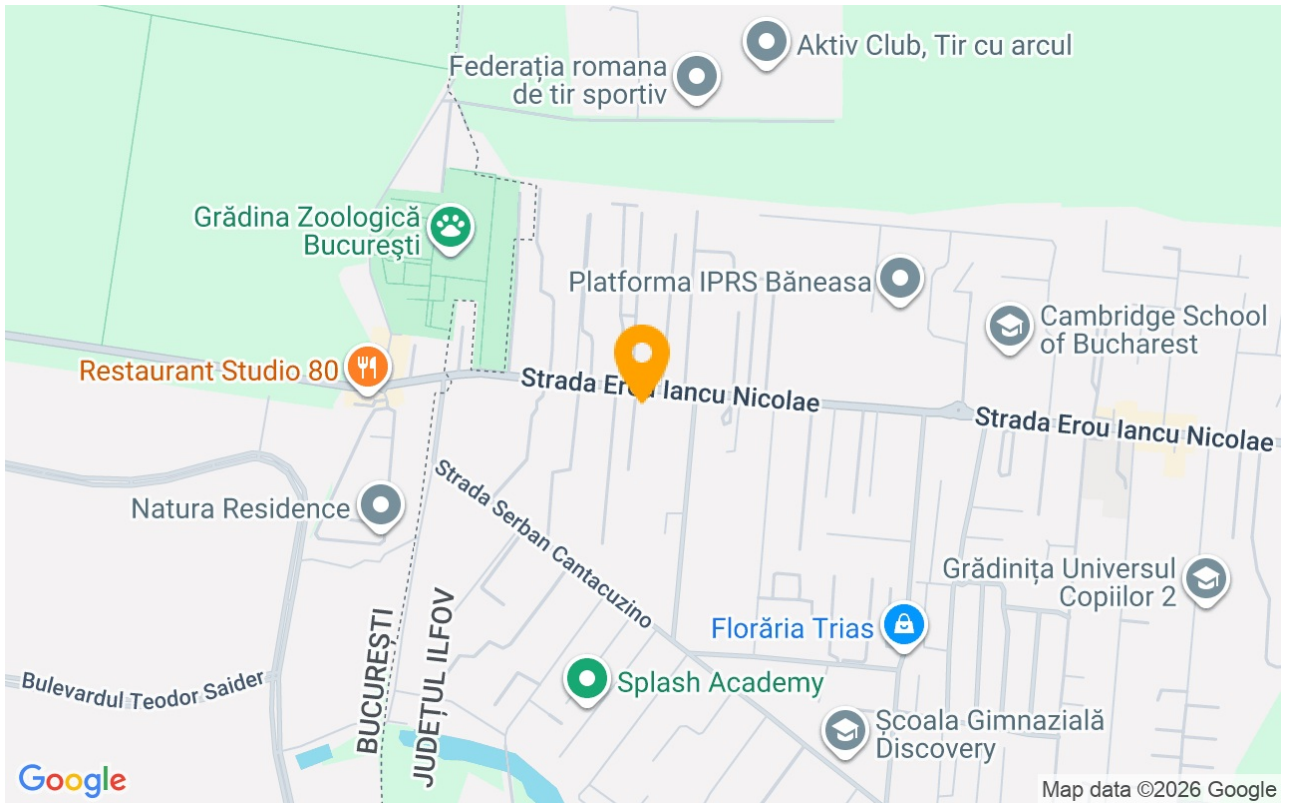 Aktiv Club, Tir cu arcul
Federația romana
de tir sportiv
Grădina Zoologică
București
Platforma IPRS Băneasa
Cambridge School
of Bucharest
Restaurant Studio 80
Strada Erou Iancu Nicolae
Strada Erou Iancu Nicolae
Strada Serban Cantacuzino
Natura Residence
Grădinița Universul
Copiilor 2
Florăria Trias
BUCUREȘTI
JUDEȚUL ILFOV
Bulevardul Teodor Saider
Splash Academy
Școala Gimnazială
Discovery
Google
Map data ©2026 Google